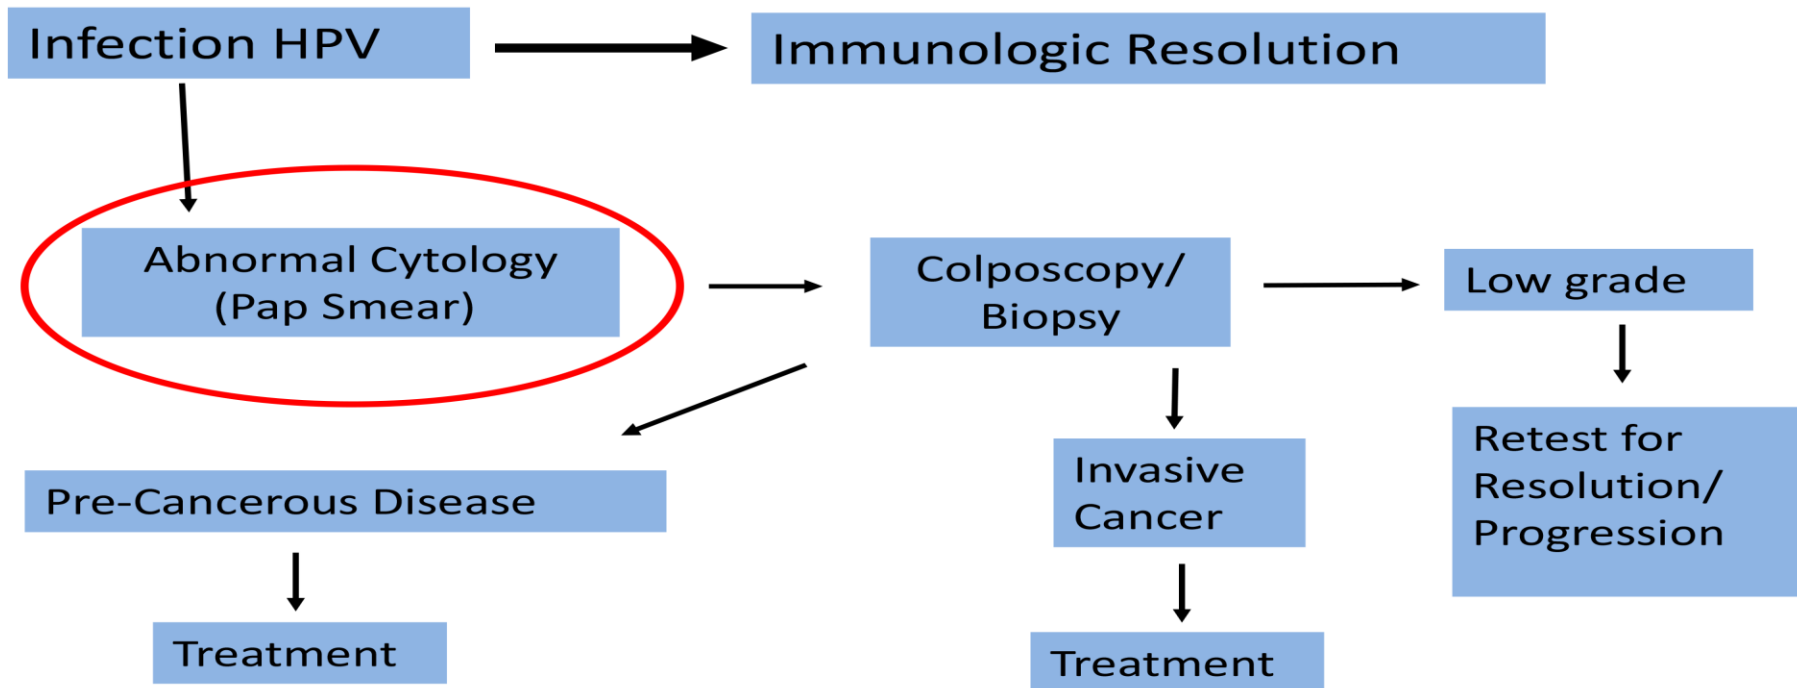 Infection HPV
Immunologic Resolution
Abnormal Cytology
(Pap Smear)
Colposcopy/
Biopsy
Low grade
Pre-Cancerous Disease
Invasive
Cancer
Retest for
Resolution/
Progression
Treatment
Treatment